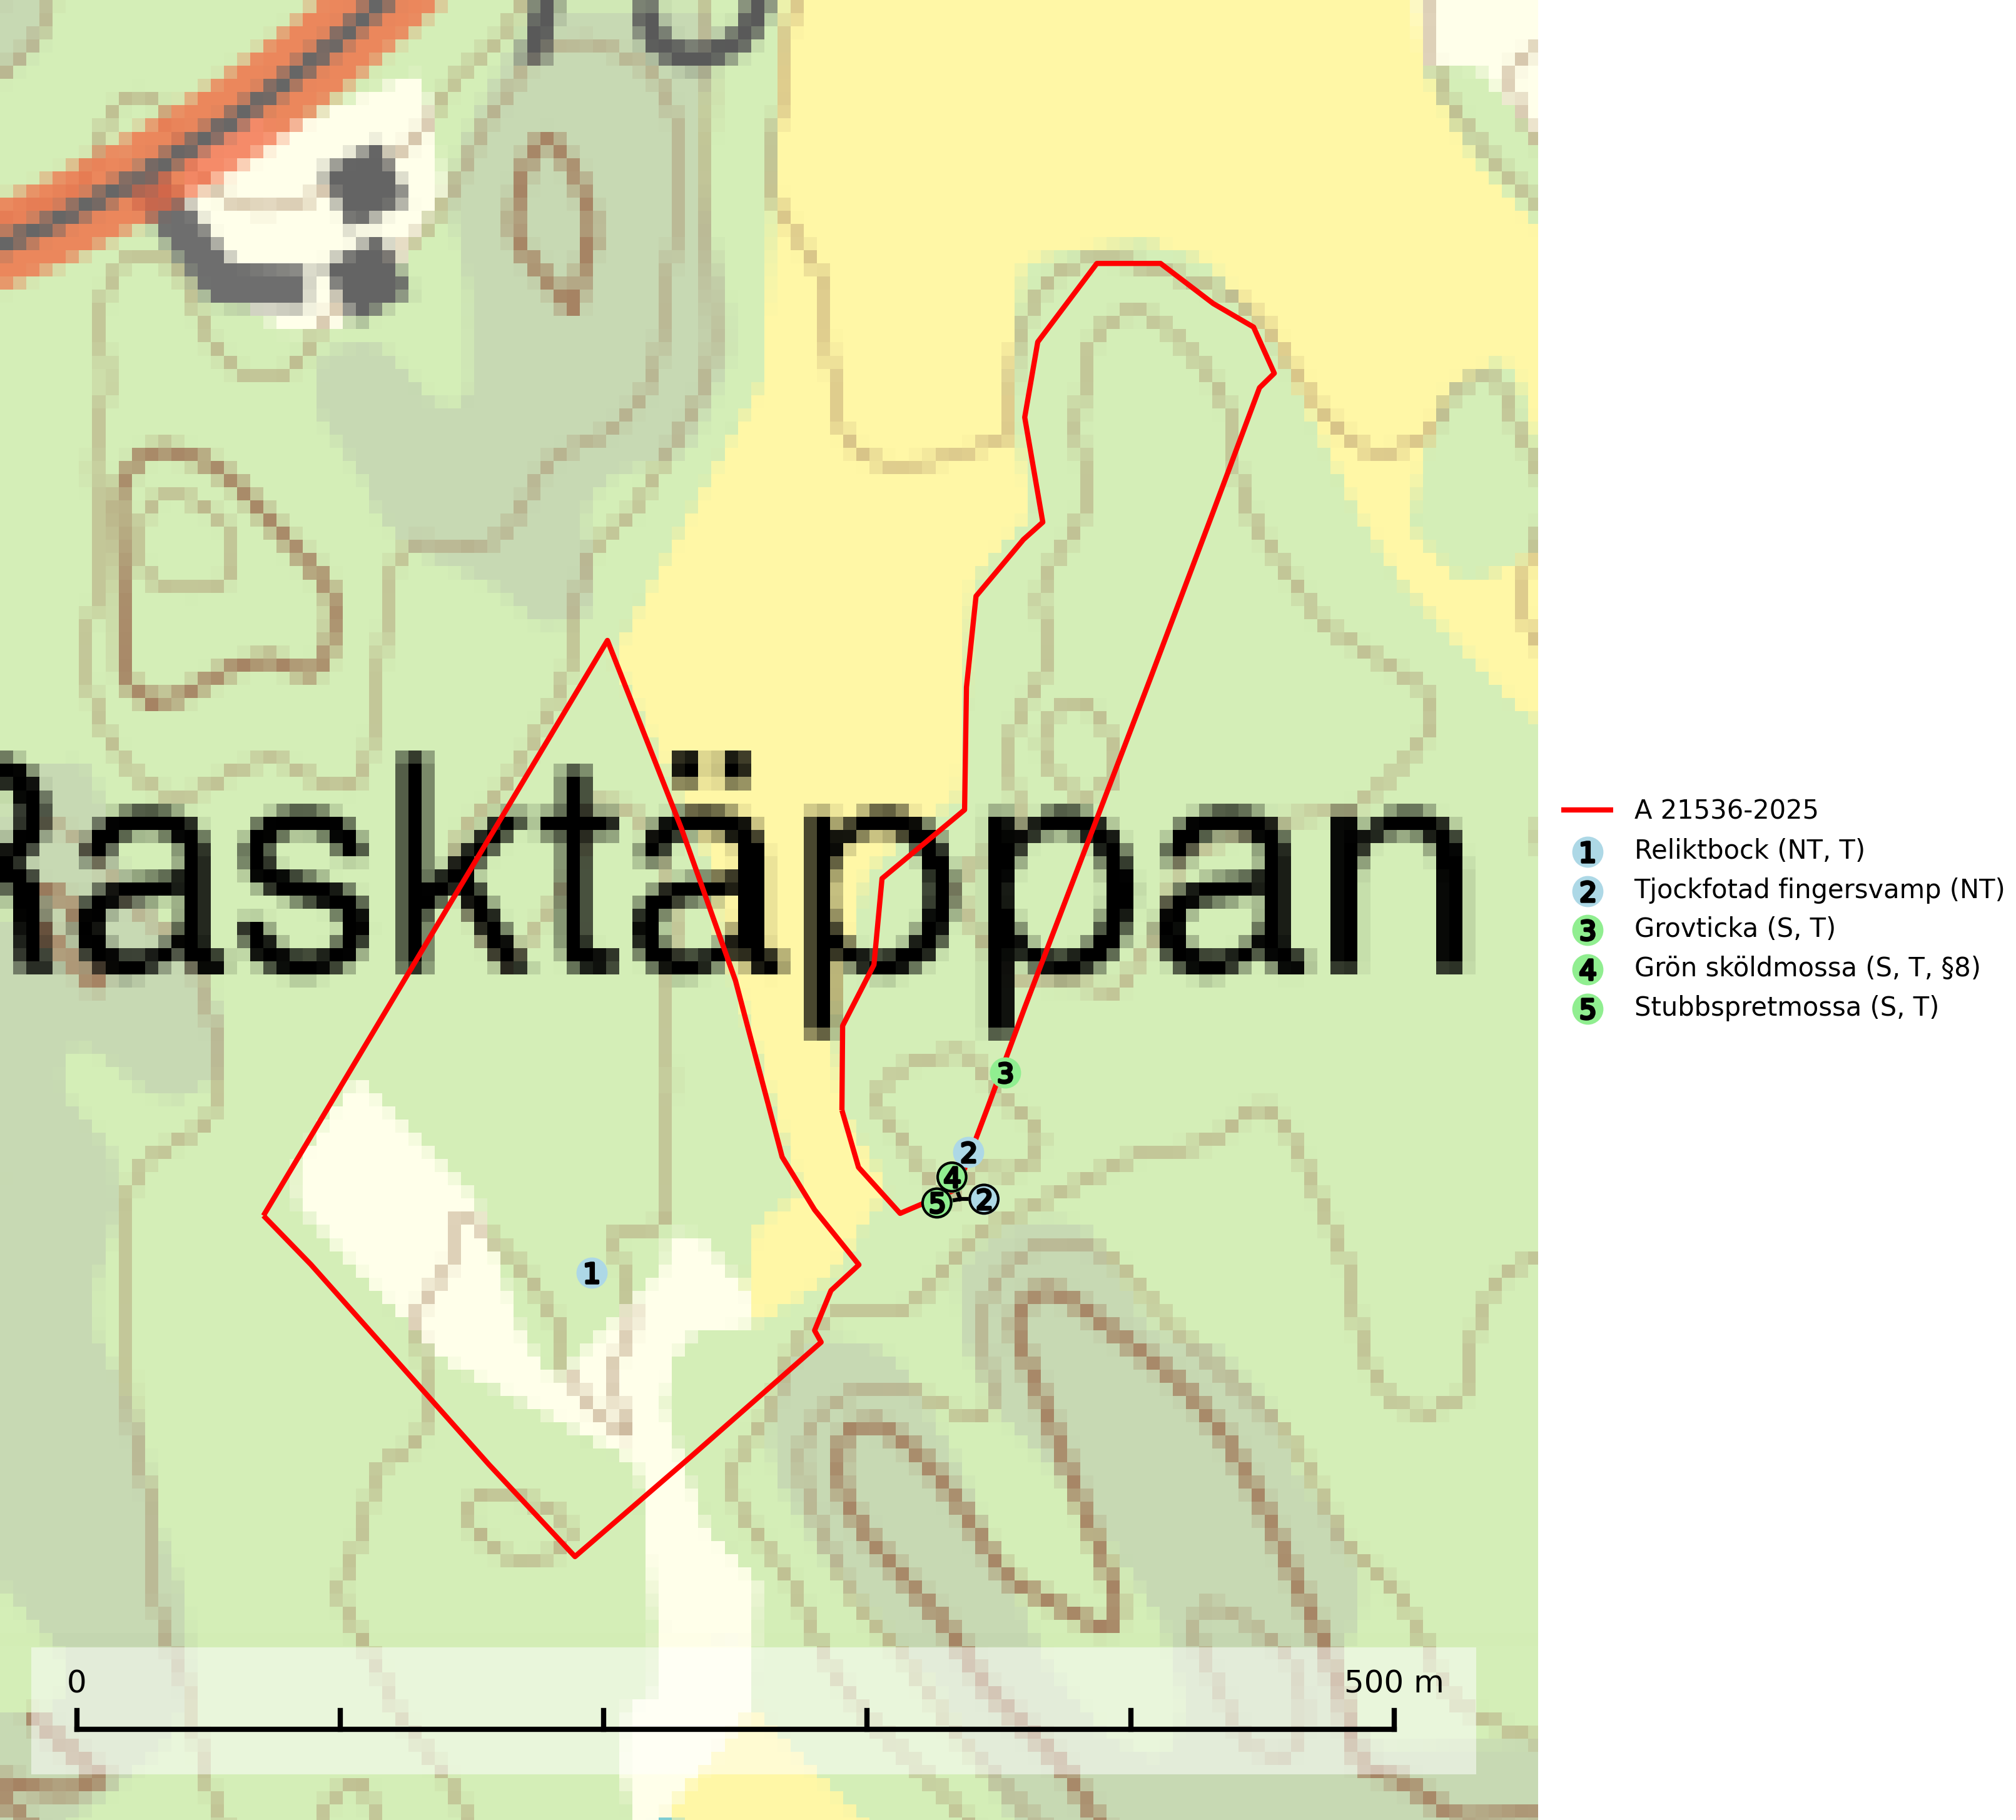 Rasktäppan
3
2
4
5
2
1
0
500 m
A 21536-2025
1 Reliktbock (NT, T)
2 Tjockfotad fingersvamp (NT)
3 Grovticka (S, T)
4 Grön sköldmossa (S, T, §8)
5 Stubbspretmossa (S, T)